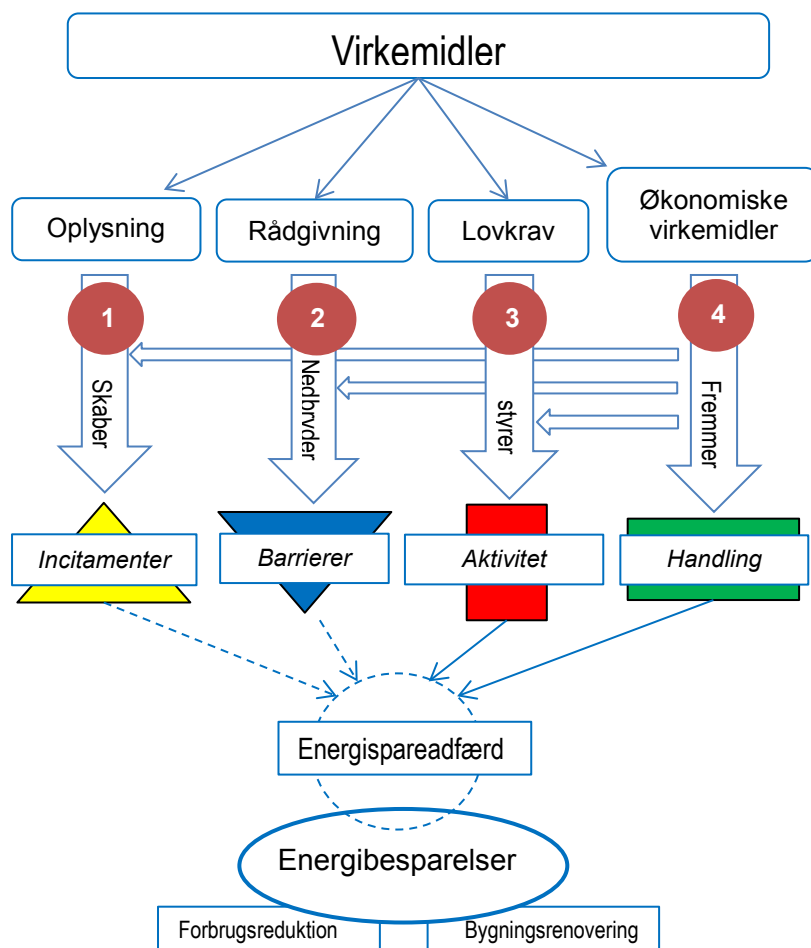 Virkemidler
Oplysning
Rådgivning
Lovkrav
Økonomiske
virkemidler
1
2
3
4
Skaber
Nedbryder
styrer
Fremmer
Incitamenter
Barrierer
Aktivitet
Handling
Energispareadfærd
Energibesparelser
Forbrugsreduktion
Bygningsrenovering